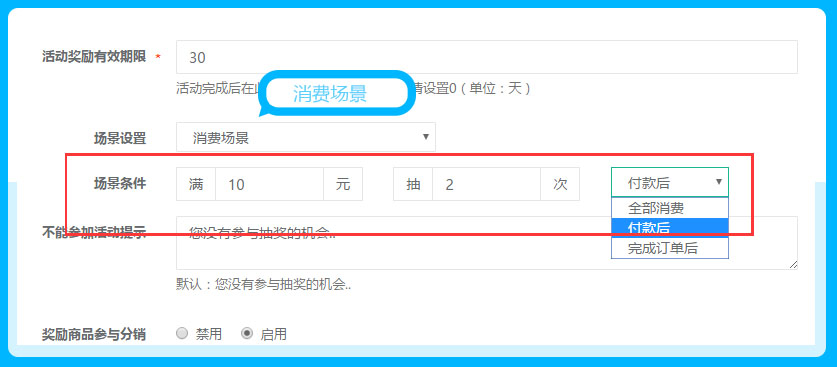 活动奖励有效期限 * 30
活动完成后在 请设置0（单位：天）
消费场景
场景设置 消费场景
场景条件 满 10 元 抽 2 次 付款后
全部消费
付款后
完成订单后
不能参加活动提示 您没有参与抽奖的机会..
默认：您没有参与抽奖的机会..
奖励商品参与分销 禁用 启用